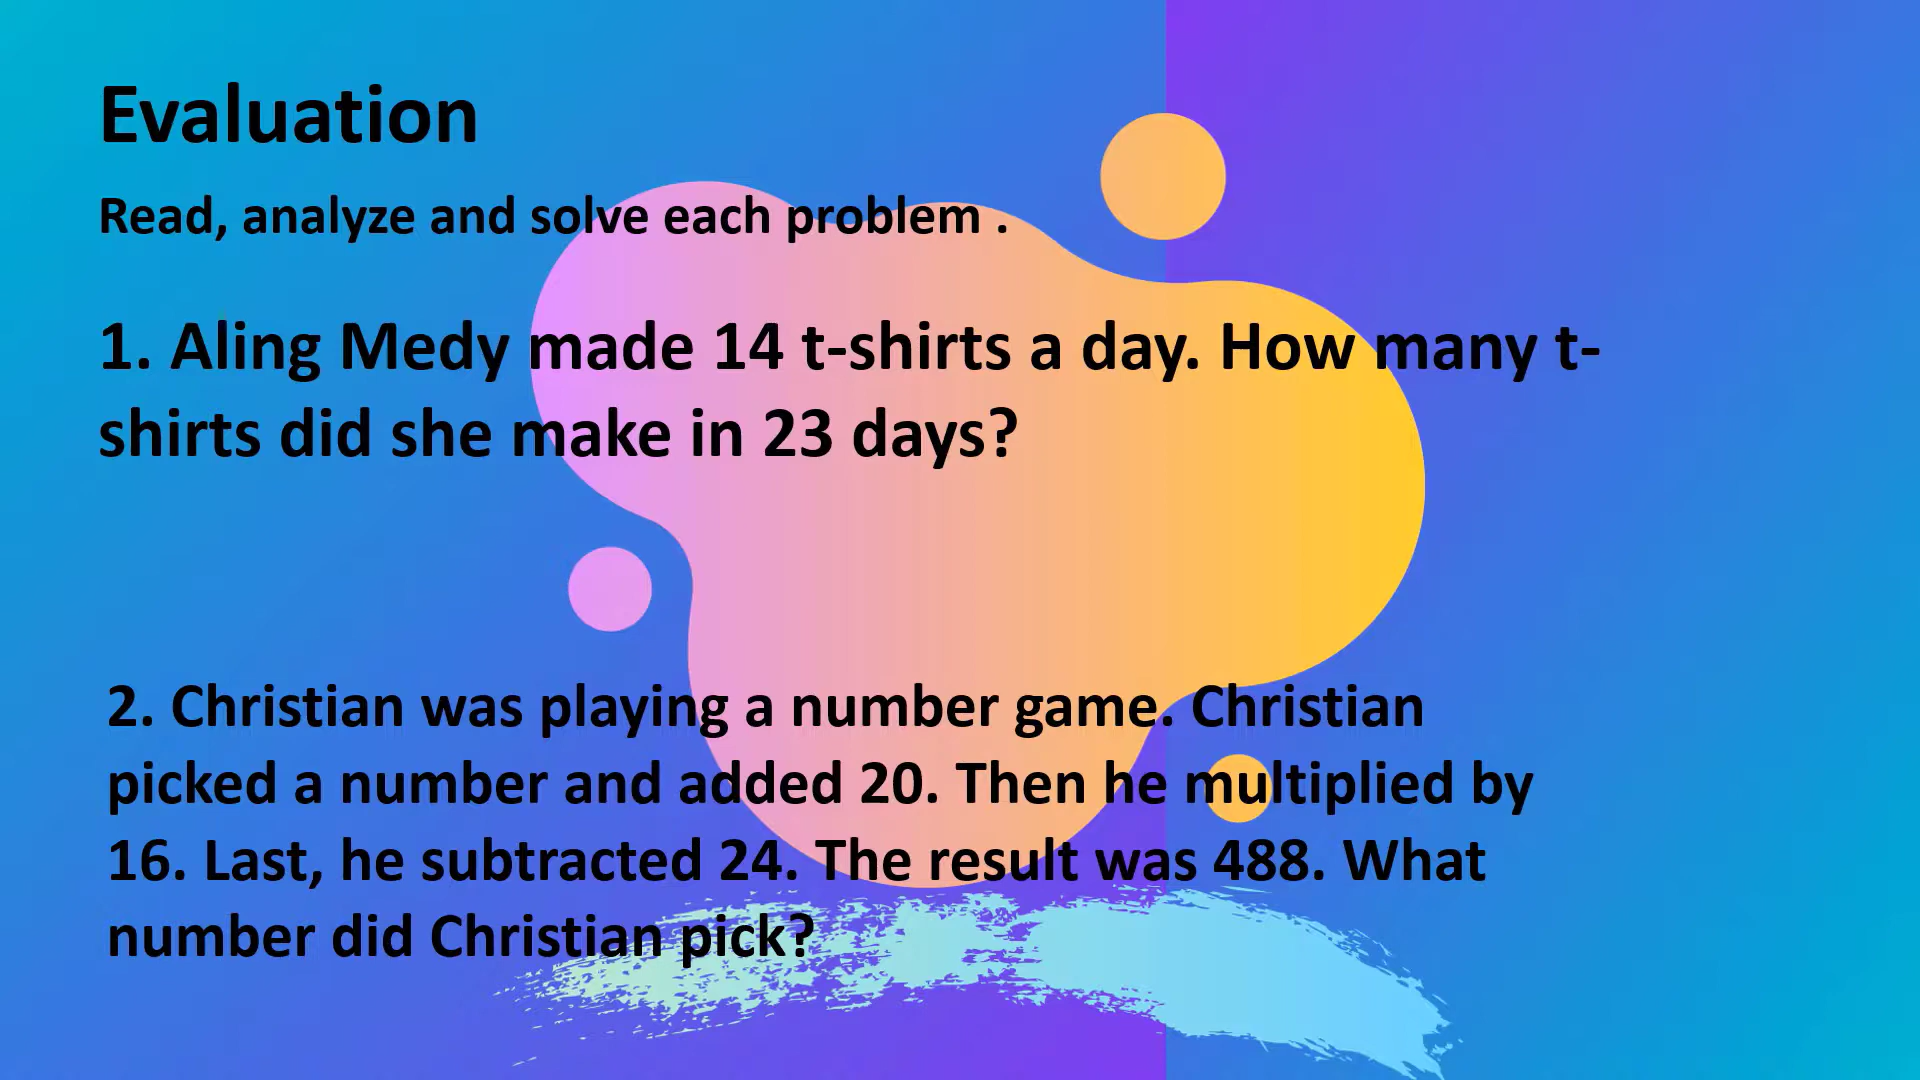 Evaluation
Read, analyze and solve each problem .
1. Aling Medy made 14 t-shirts a day. How many t-
shirts did she make in 23 days?
2. Christian was playing a number game. Christian
picked a number and added 20. Then he multiplied by
16. Last, he subtracted 24. The result was 488. What
number did Christian pick?